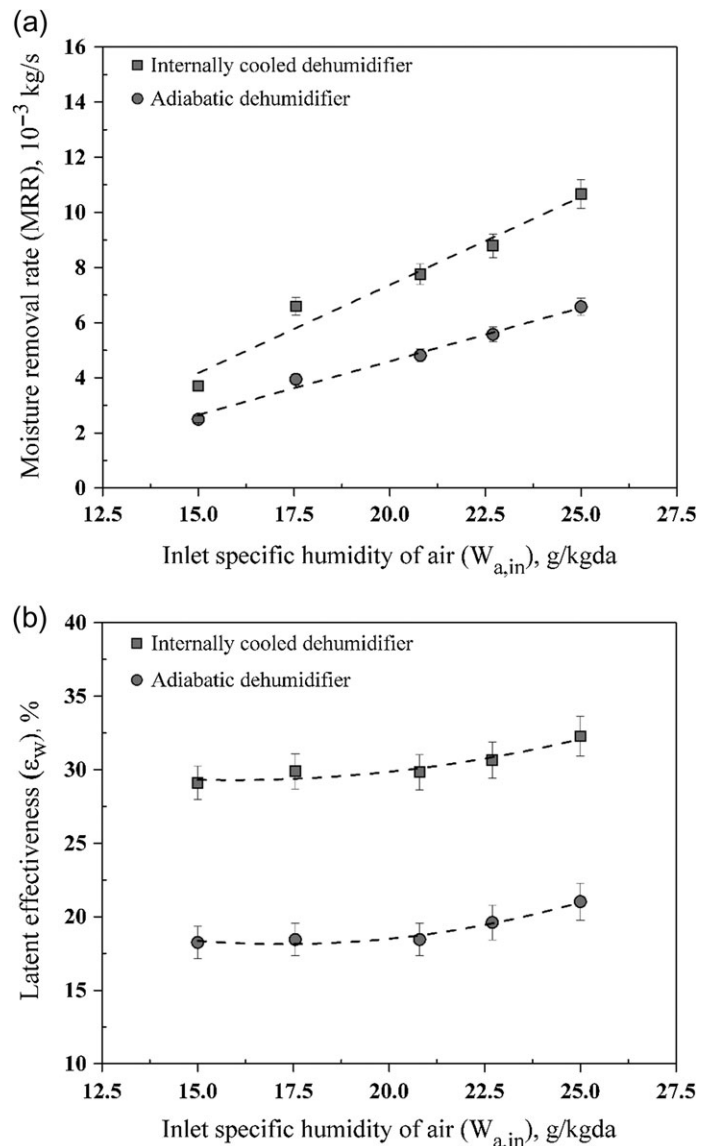 (a)
16
14
12
10
8
6
4
2
0
Moisture removal rate (MRR), 10⁻³ kg/s
Internally cooled dehumidifier
Adiabatic dehumidifier
12.5 15.0 17.5 20.0 22.5 25.0 27.5
Inlet specific humidity of air (Wa,in), g/kgda
(b)
40
35
30
25
20
15
10
Latent effectiveness (εw), %
Internally cooled dehumidifier
Adiabatic dehumidifier
12.5 15.0 17.5 20.0 22.5 25.0 27.5
Inlet specific humidity of air (Wa,in), g/kgda